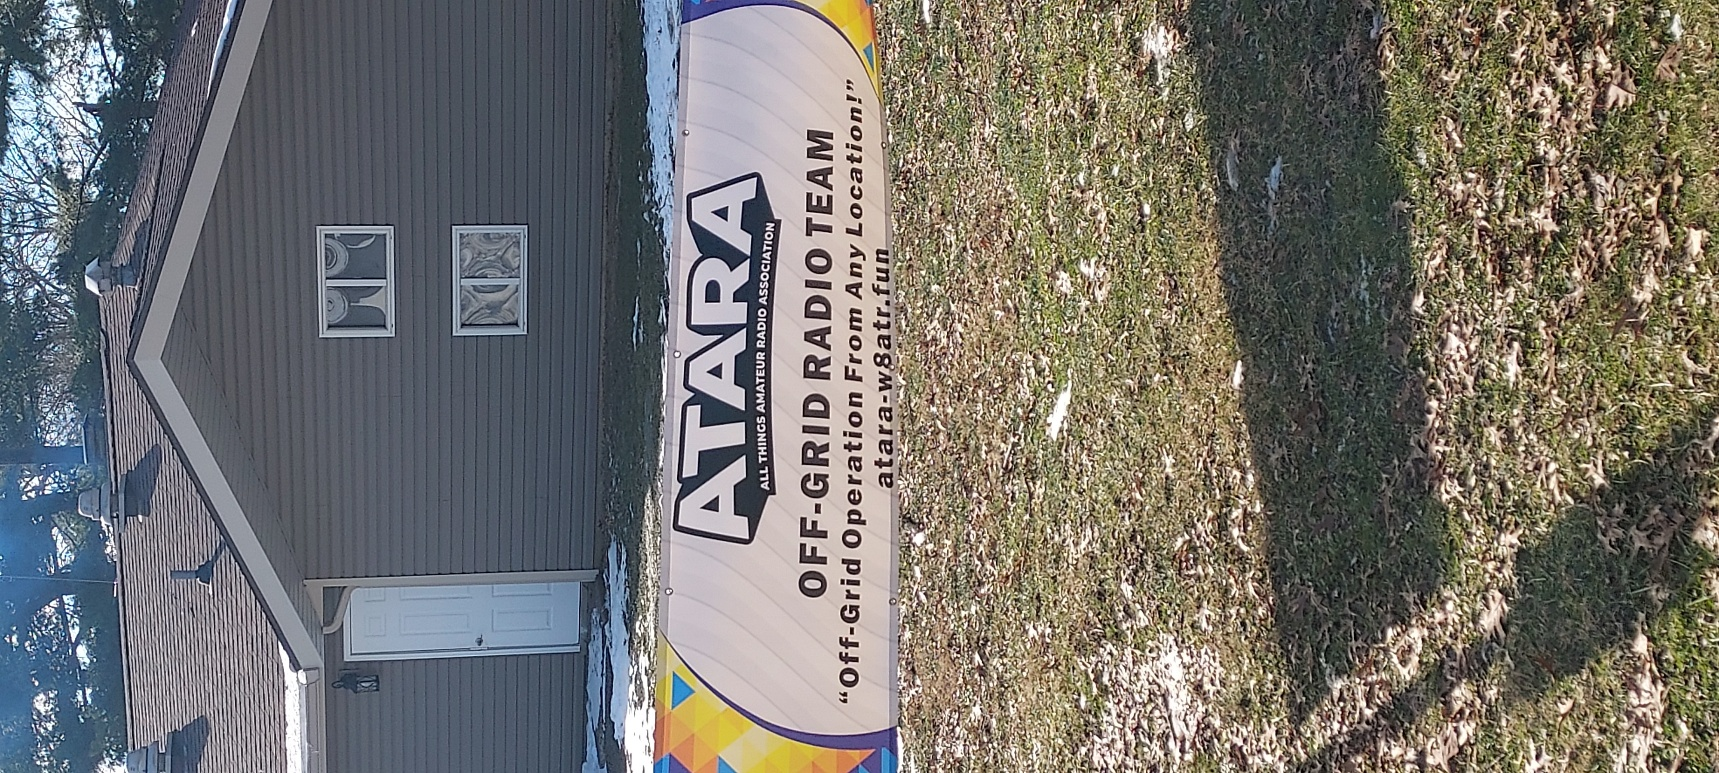 ATARA
ALL THINGS AMATEUR RADIO ASSOCIATION
OFF-GRID RADIO TEAM
“Off-Grid Operation From Any Location!”
atara-w8atr.fun